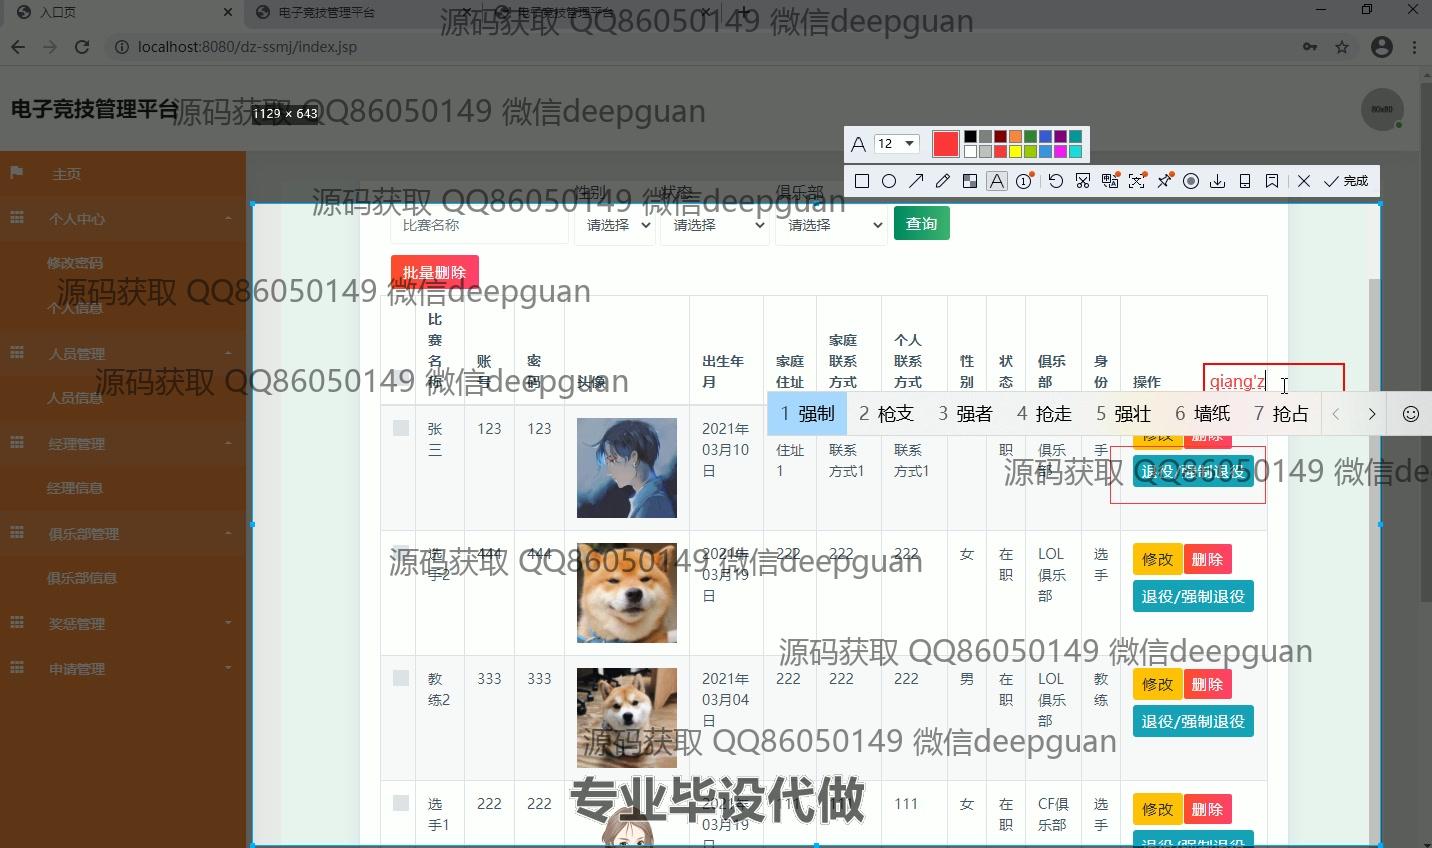 入口页
电子竞技管理平台
电子竞技管理平台
源码获取 QQ86050149 微信deepguan
localhost:8080/dz-ssmj/index.jsp
电子竞技管理平台
源码获取 QQ86050149 微信deepguan
1129 × 643
80x80
A 12
完成
主页
个人中心
修改密码
个人信息
人员管理
人员信息
经理管理
经理信息
俱乐部管理
俱乐部信息
奖惩管理
申请管理
性别 状态 俱乐部
源码获取 QQ86050149 微信deepguan
比赛名称 请选择 请选择 请选择 查询
批量删除
源码获取 QQ86050149 微信deepguan
比赛名称 账号 密码 头像 出生年月 家庭住址 家庭联系方式 个人联系方式 性别 状态 俱乐部 身份 操作
qiang'z
源码获取 QQ86050149 微信deepguan
1 强制 2 枪支 3 强者 4 抢走 5 强壮 6 墙纸 7 抢占
张三 123 123 2021年03月10日 住址1 联系方式1 联系方式1 职 俱乐部 手 修改 删除
退役/强制退役
源码获取 QQ86050149 微信de
选手2 444 444 2021年03月19日 222 222 222 女 在职 LOL俱乐部 选手 修改 删除
退役/强制退役
源码获取 QQ86050149 微信deepguan
源码获取 QQ86050149 微信deepguan
教练2 333 333 2021年03月04日 222 222 222 男 在职 LOL俱乐部 教练 修改 删除
退役/强制退役
源码获取 QQ86050149 微信deepguan
选手1 222 222 2021年03月19 111 111 111 女 在职 CF俱乐部 选手 修改 删除
退役/强制退役
专业毕设代做